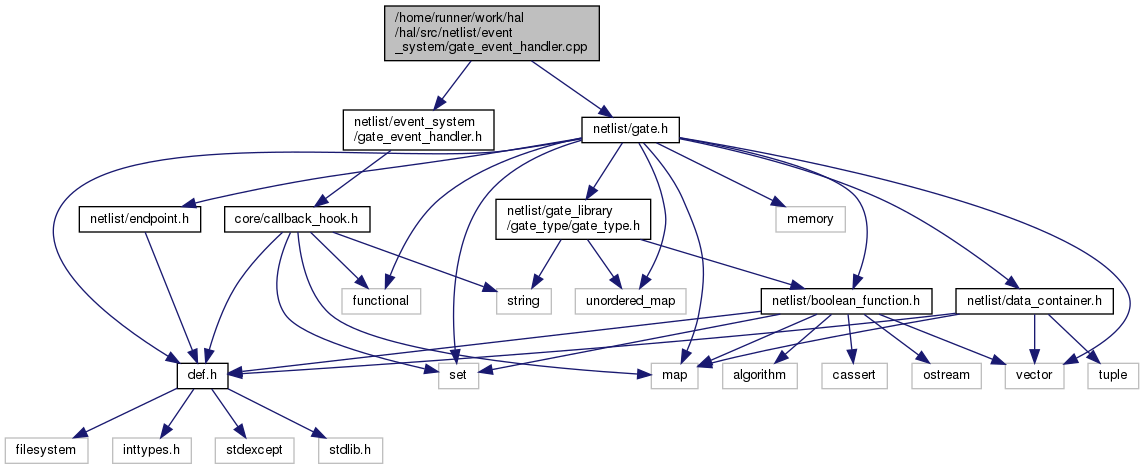 /home/runner/work/hal
/hal/src/netlist/event
_system/gate_event_handler.cpp
netlist/event_system
/gate_event_handler.h
netlist/gate.h
netlist/endpoint.h
core/callback_hook.h
netlist/gate_library
/gate_type/gate_type.h
memory
functional
string
unordered_map
netlist/boolean_function.h
netlist/data_container.h
def.h
set
map
algorithm
cassert
ostream
vector
tuple
filesystem
inttypes.h
stdexcept
stdlib.h